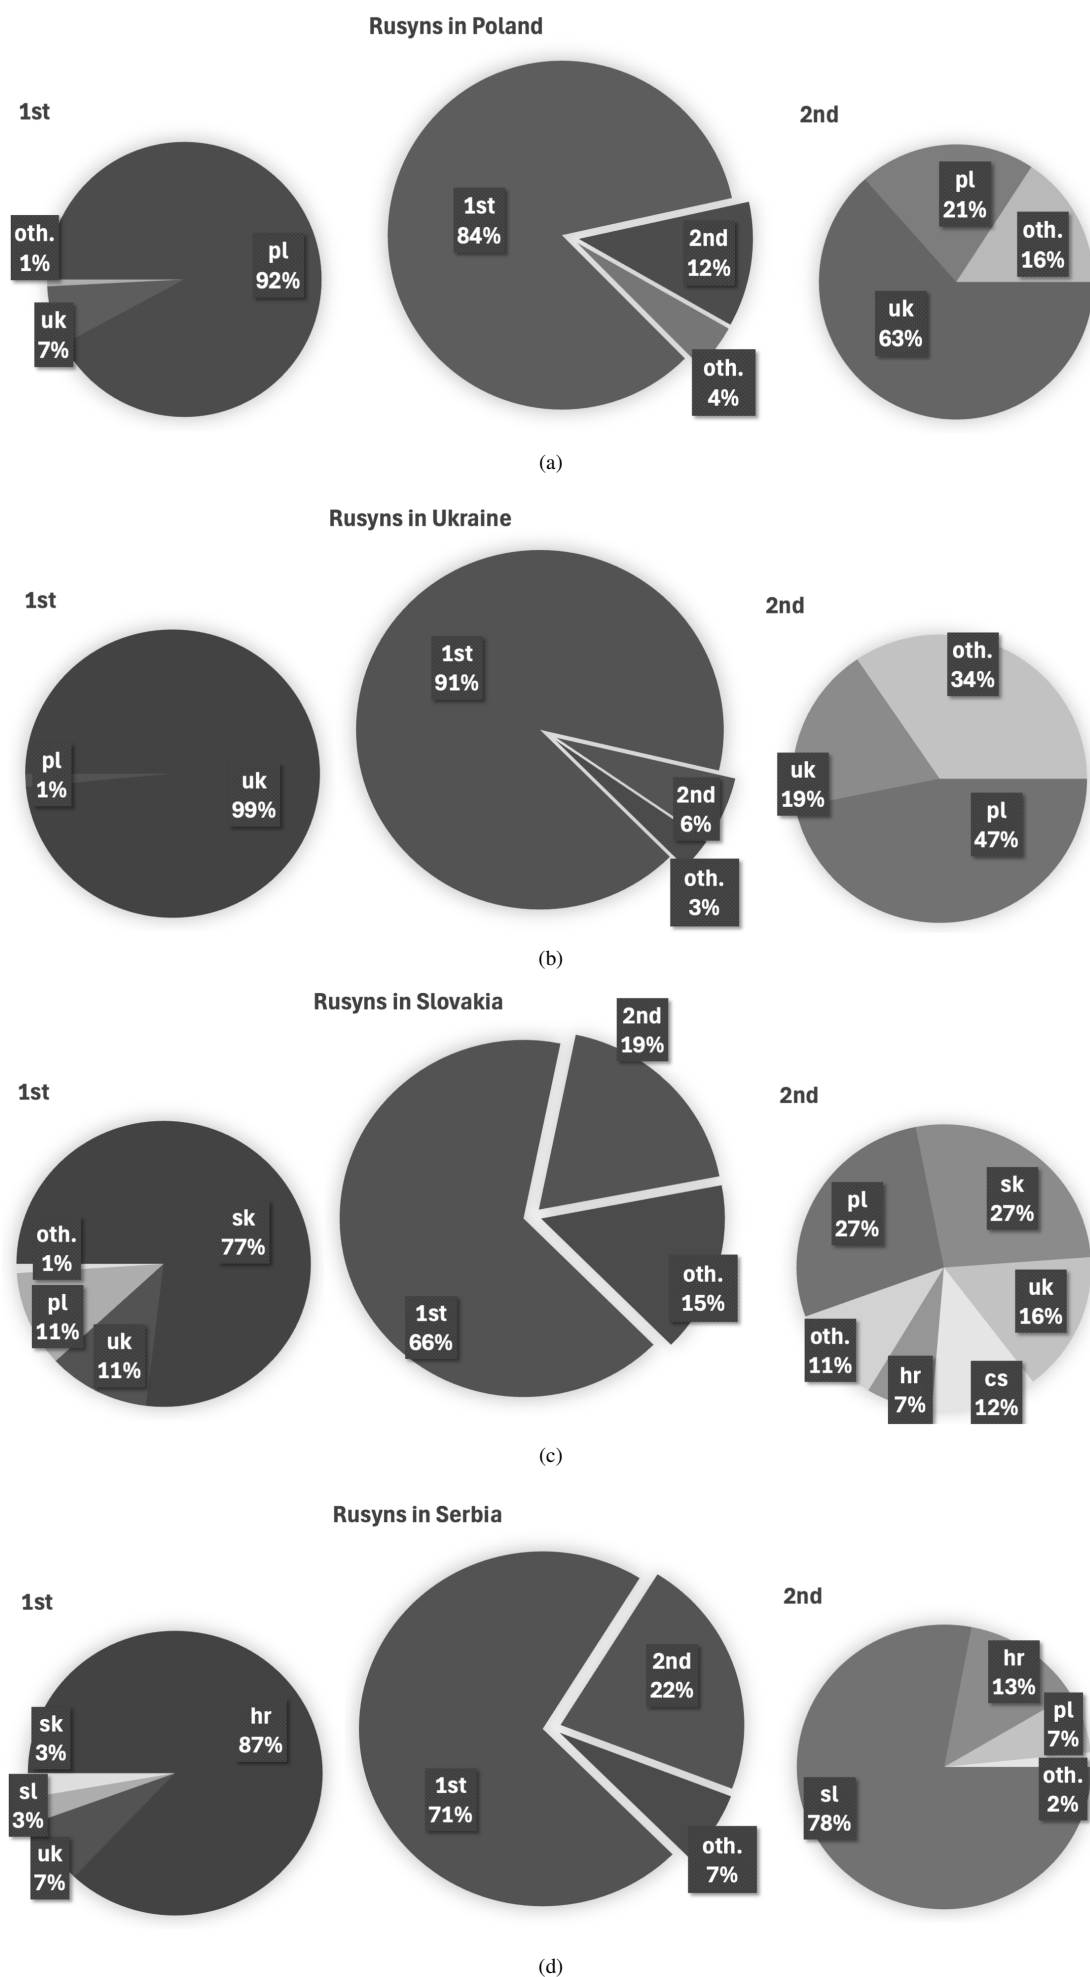 Rusyns in Poland
1st
oth.
1%
pl
92%
uk
7%
1st
84%
2nd
12%
oth.
4%
2nd
pl
21%
oth.
16%
uk
63%
(a)
Rusyns in Ukraine
1st
pl
1%
uk
99%
1st
91%
2nd
6%
oth.
3%
2nd
oth.
34%
uk
19%
pl
47%
(b)
Rusyns in Slovakia
1st
sk
77%
oth.
1%
pl
11%
uk
11%
2nd
19%
oth.
15%
1st
66%
2nd
pl
27%
sk
27%
uk
16%
oth.
11%
hr
7%
cs
12%
(c)
Rusyns in Serbia
1st
sk
3%
hr
87%
sl
3%
uk
7%
2nd
22%
1st
71%
oth.
7%
2nd
hr
13%
pl
7%
oth.
2%
sl
78%
(d)